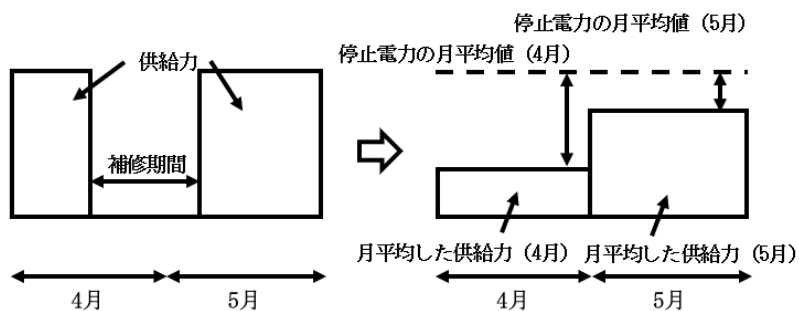 停止電力の月平均値（5月）
供給力
停止電力の月平均値（4月）
補修期間
月平均した供給力（4月）
月平均した供給力（5月）
4月
5月
4月
5月